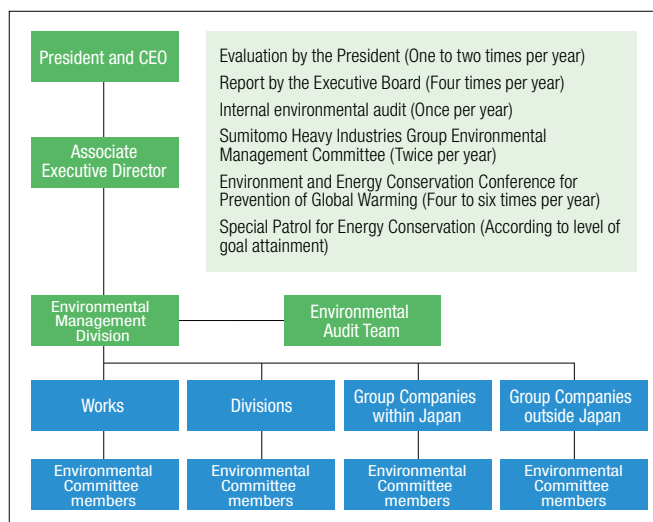 President and CEO
Evaluation by the President (One to two times per year)
Report by the Executive Board (Four times per year)
Internal environmental audit (Once per year)
Sumitomo Heavy Industries Group Environmental
Management Committee (Twice per year)
Environment and Energy Conservation Conference for
Prevention of Global Warming (Four to six times per year)
Special Patrol for Energy Conservation (According to level of
goal attainment)
Associate
Executive Director
Environmental
Management
Division
Environmental
Audit Team
Works
Divisions
Group Companies
within Japan
Group Companies
outside Japan
Environmental
Committee
members
Environmental
Committee
members
Environmental
Committee
members
Environmental
Committee
members